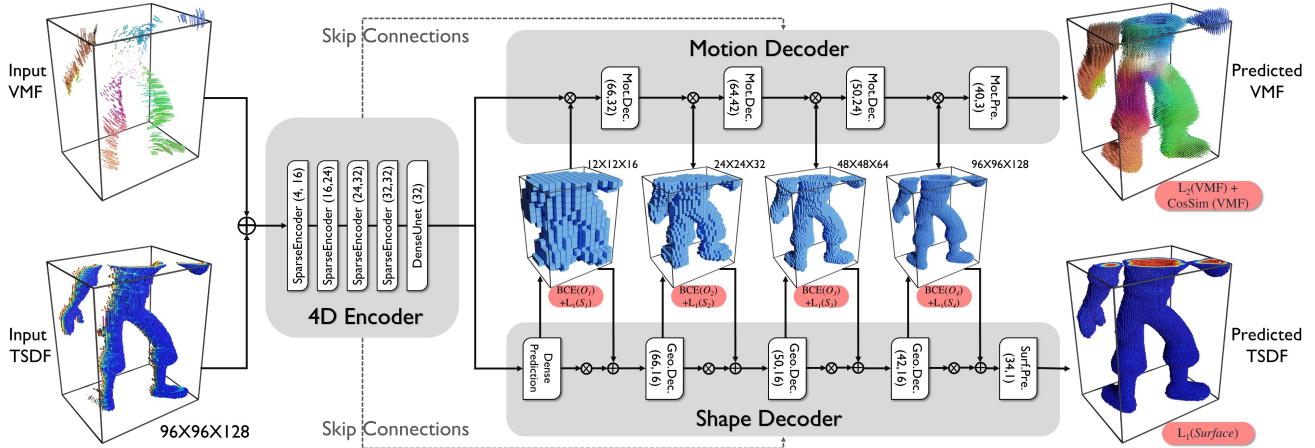 Input
VMF
Input
TSDF
96X96X128
Skip Connections
4D Encoder
SparseEncoder (4, 16)
SparseEncoder (16,24)
SparseEncoder (24,32)
SparseEncoder (32,32)
DenseUnet (32)
Skip Connections
Motion Decoder
Mot.Dec.
(66,32)
Mot.Dec.
(64,42)
Mot.Dec.
(50,24)
Mot.Pre.
(40,3)
12X12X16
24X24X32
48X48X64
96X96X128
BCE(O1)
+L1(S1)
BCE(O2)
+L1(S2)
BCE(O3)
+L1(S3)
BCE(O4)
+L1(S4)
Dense
Prediction
Geo.Dec.
(66,16)
Geo.Dec.
(50,16)
Geo.Dec.
(42,16)
Surf.Pre.
(34,1)
Shape Decoder
Predicted
VMF
L2(VMF) +
CosSim (VMF)
Predicted
TSDF
L1(Surface)